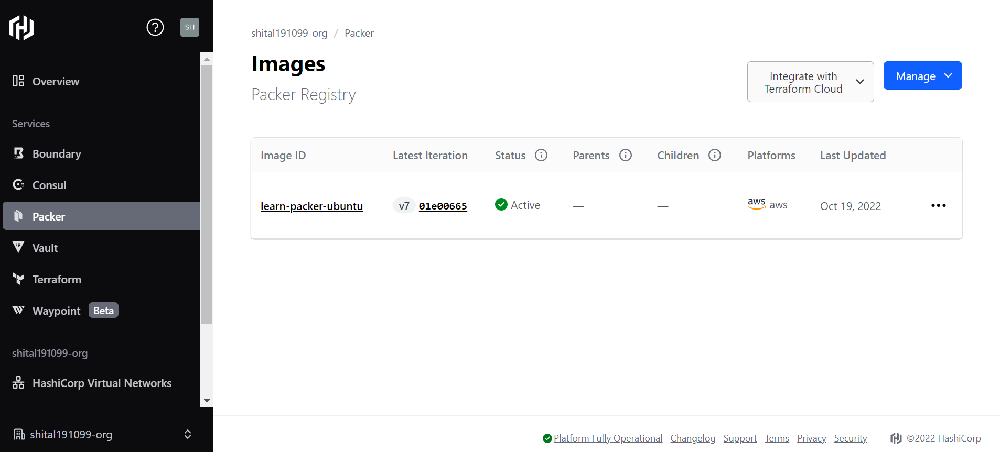 SH
Overview
Services
Boundary
Consul
Packer
Vault
Terraform
Waypoint Beta
shital191099-org
HashiCorp Virtual Networks
shital191099-org
shital191099-org / Packer
Images
Packer Registry
Integrate with
Terraform Cloud
Manage
Image ID Latest Iteration Status Parents Children Platforms Last Updated
learn-packer-ubuntu v7 01e00665 Active — — aws aws Oct 19, 2022
Platform Fully Operational Changelog Support Terms Privacy Security ©2022 HashiCorp